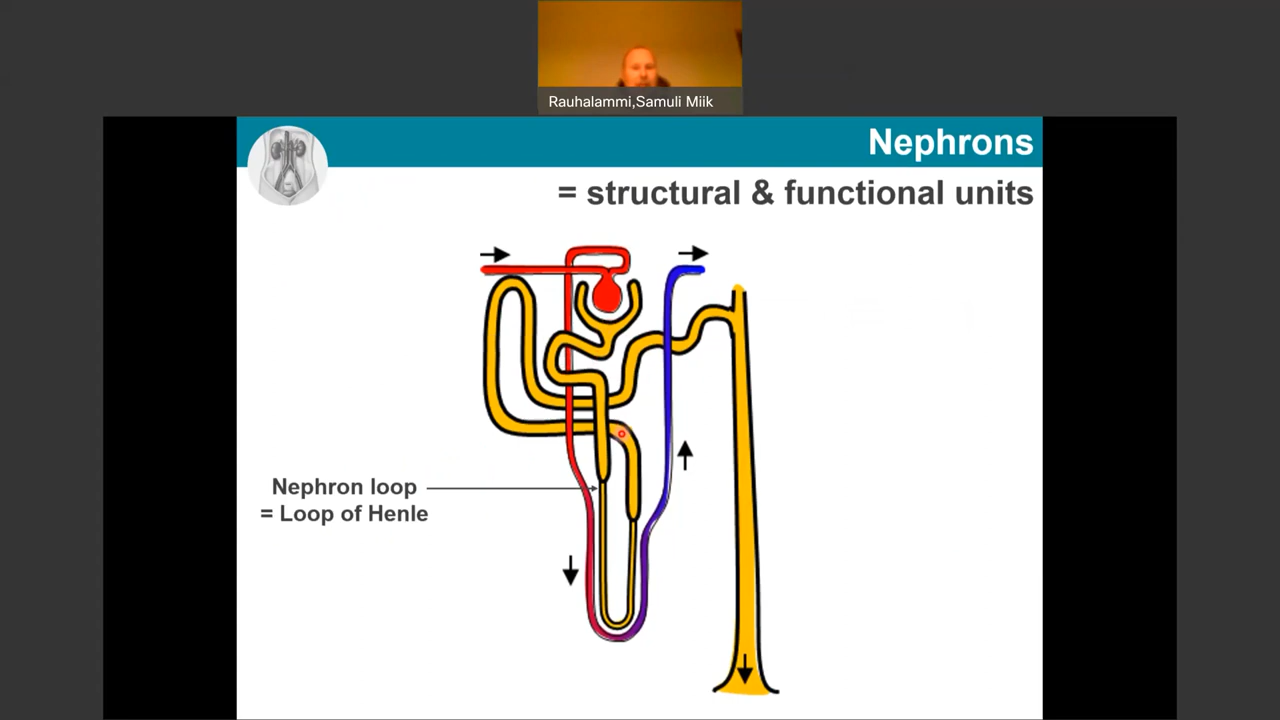 Rauhalammi,Samuli Miik
Nephrons
= structural & functional units
Nephron loop
= Loop of Henle